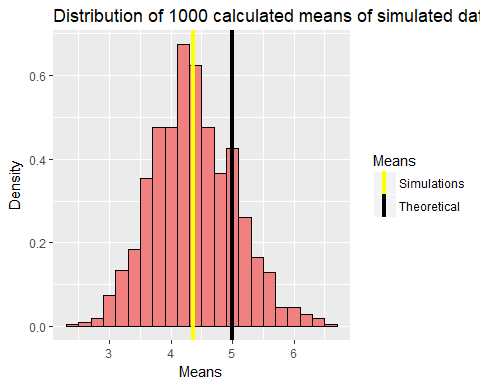 Distribution of 1000 calculated means of simulated dat
0.6
0.4
0.2
0.0
Density
3 4 5 6
Means
Means
Simulations
Theoretical